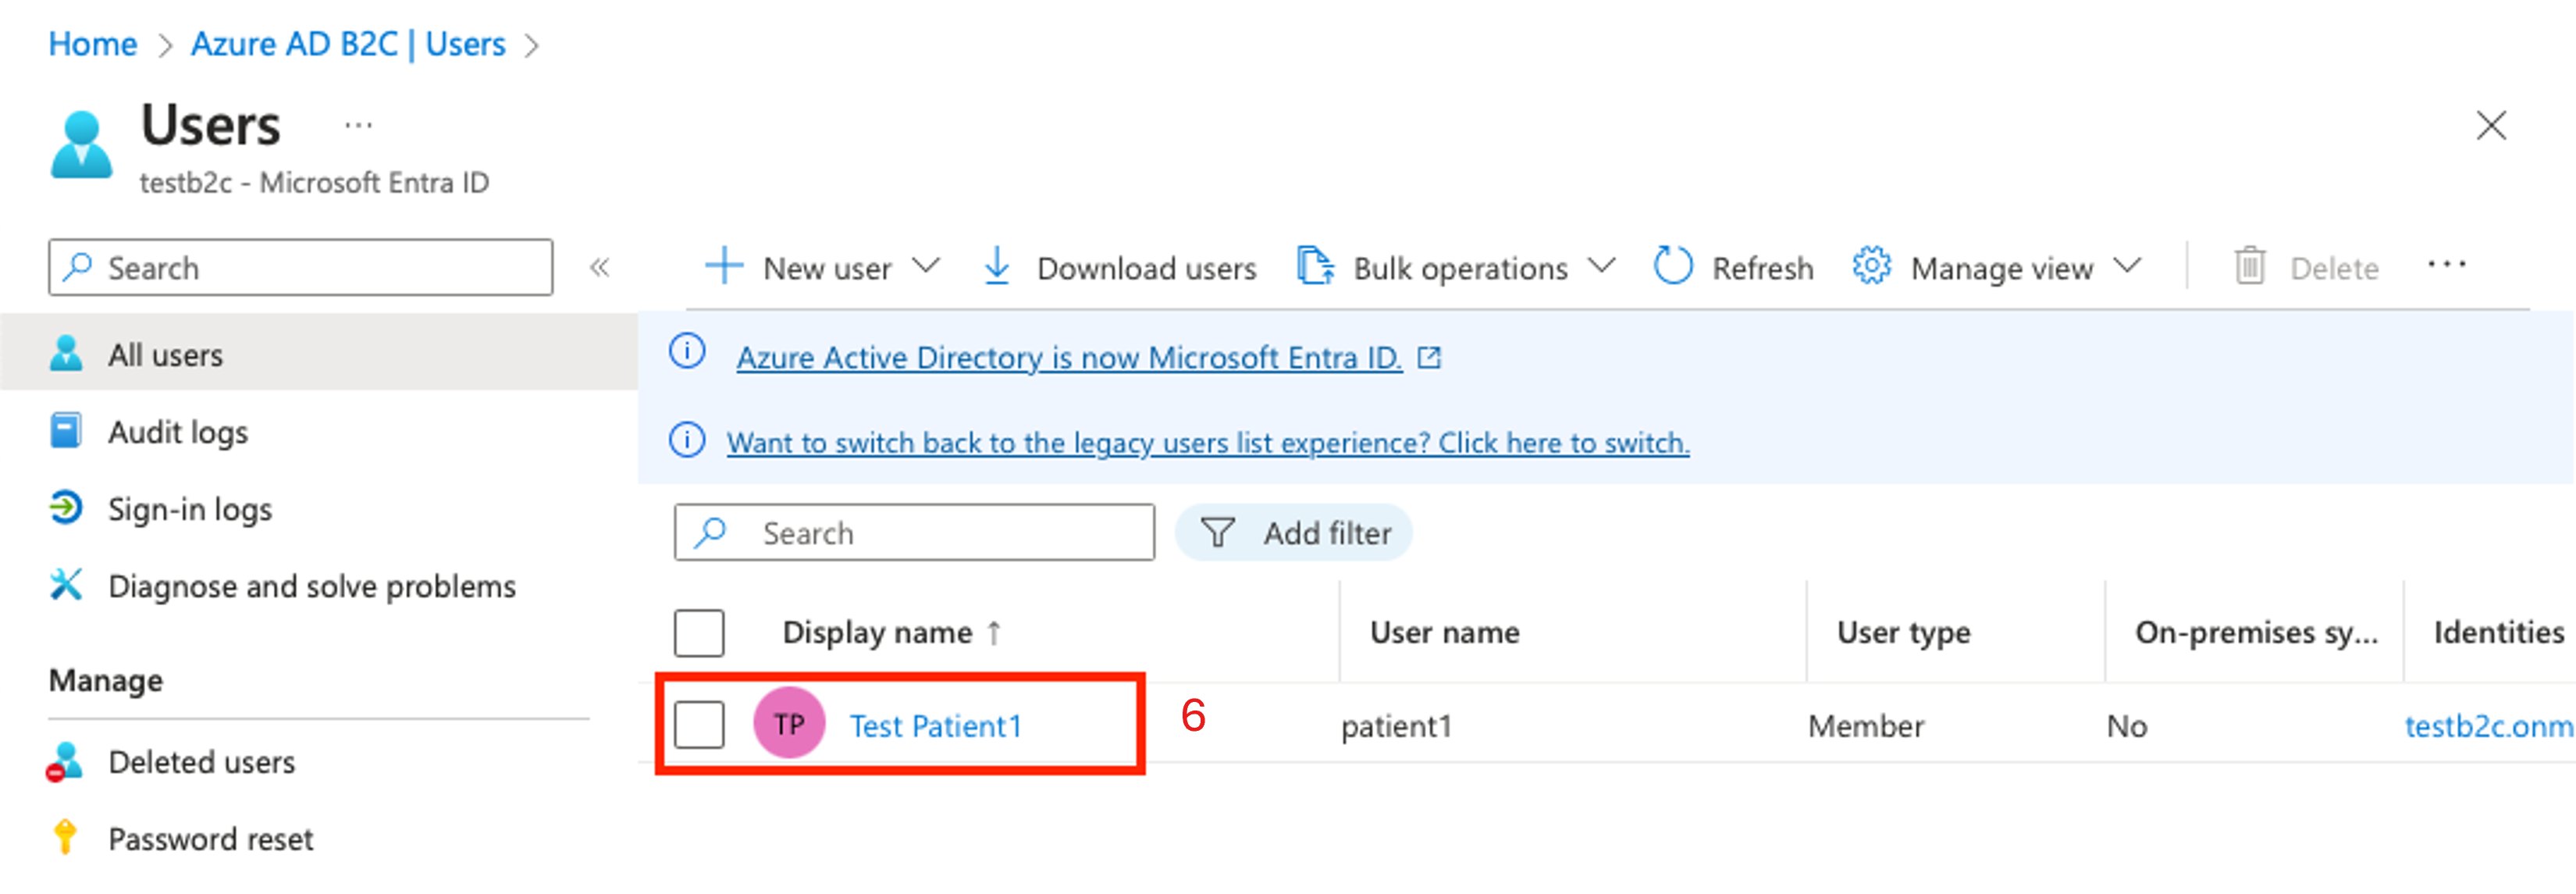 Home > Azure AD B2C | Users >
Users ...
testb2c - Microsoft Entra ID
Search «
New user Download users Bulk operations Refresh Manage view Delete ...
All users
Audit logs
Sign-in logs
Diagnose and solve problems
Manage
Deleted users
Password reset
Azure Active Directory is now Microsoft Entra ID.
Want to switch back to the legacy users list experience? Click here to switch.
Search Add filter
Display name ↑ User name User type On-premises sy... Identities
TP Test Patient1 6 patient1 Member No testb2c.onm